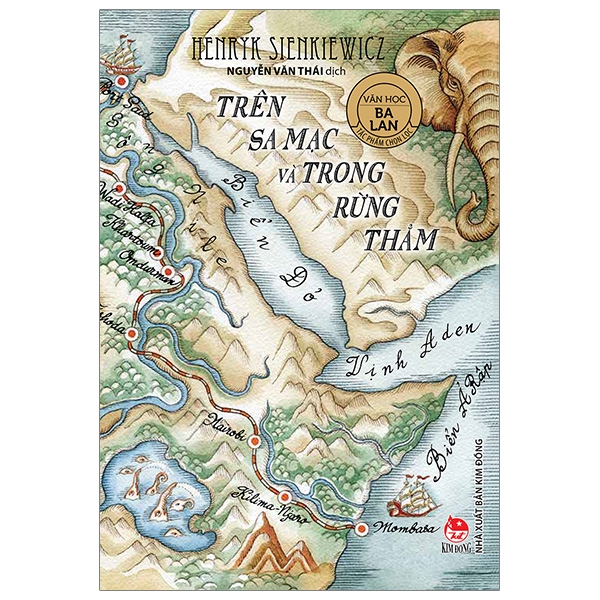 HENRYK SIENKIEWICZ
NGUYỄN VĂN THÁI dịch
TRÊN
SA MẠC
VÀ TRONG
RỪNG
THẲM
VĂN HỌC
BA
LAN
TÁC PHẨM CHỌN LỌC
Port Said
Sông Nile
Biển Đỏ
Wadi Halfa
Khartoum
Omdurman
Vịnh Aden
Biển Ả Rập
Nairobi
Kilima-Njaro
Mombasa
KIM ĐỒNG
NHÀ XUẤT BẢN KIM ĐỒNG